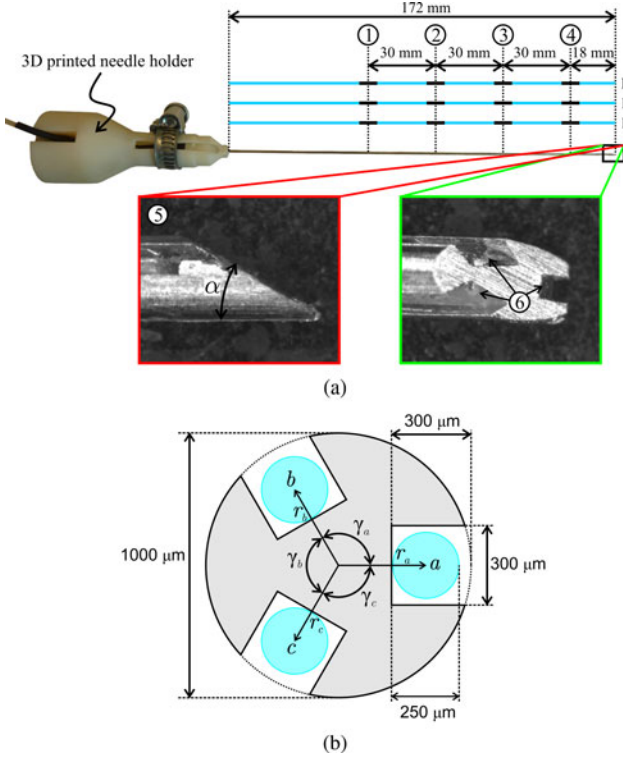 172 mm
① ② ③ ④
30 mm 30 mm 30 mm 18 mm
3D printed needle holder
⑤
α
⑥
(a)
300 μm
b
r_b
γ_a
1000 μm
γ_b
r_a a
300 μm
γ_c
r_c
c
250 μm
(b)